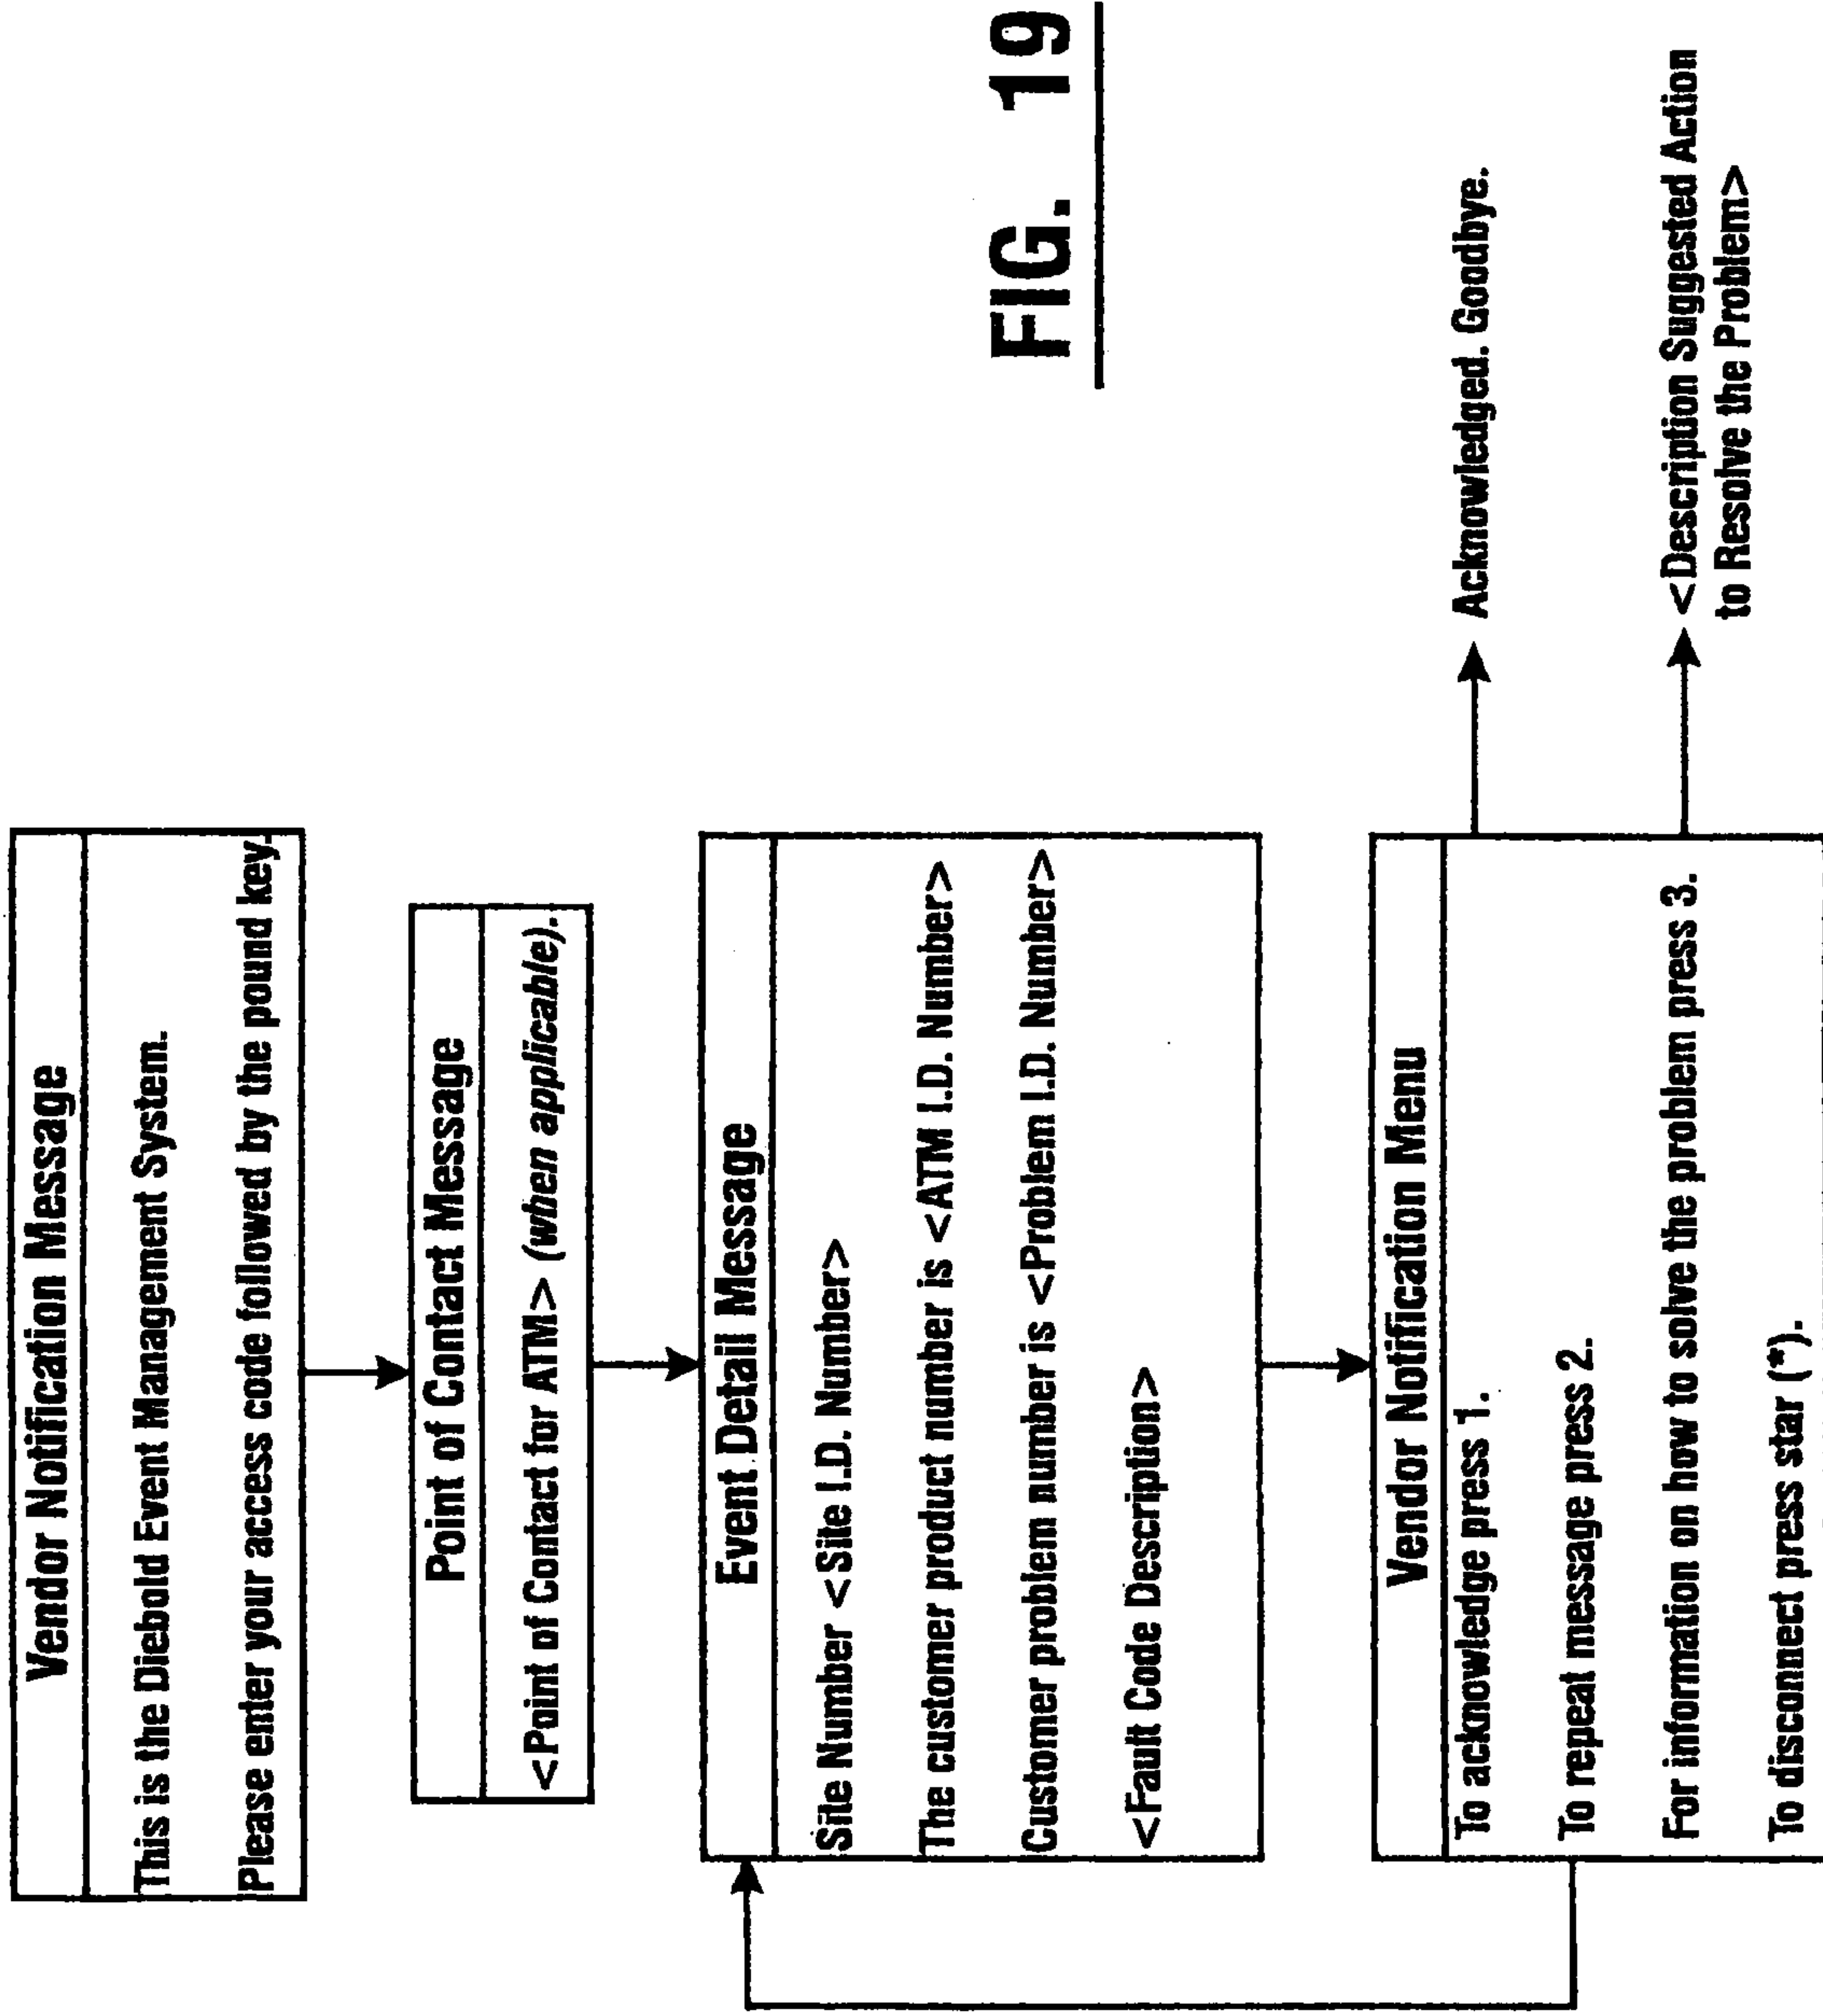 Vendor Notification Message
This is the Diebold Event Management System.
Please enter your access code followed by the pound key.
Point of Contact Message
<Point of Contact for ATM> (when applicable).
Event Detail Message
Site Number <Site I.D. Number>
The customer product number is <ATM I.D. Number>
Customer problem number is <Problem I.D. Number>
<Fault Code Description>
Vendor Notification Menu
To acknowledge press 1.
To repeat message press 2.
For information on how to solve the problem press 3.
To disconnect press star (*).
Acknowledged. Goodbye.
<Description Suggested Action
to Resolve the Problem>
FIG. 19